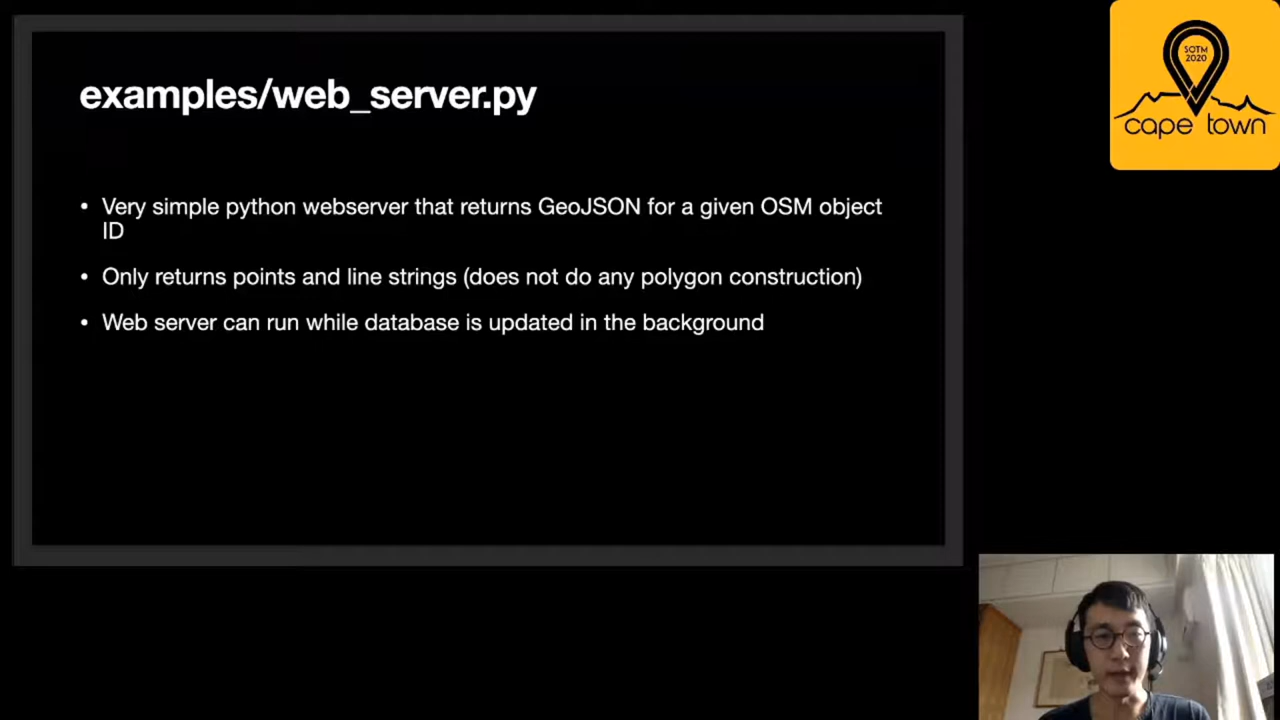 examples/web_server.py
• Very simple python webserver that returns GeoJSON for a given OSM object
ID
• Only returns points and line strings (does not do any polygon construction)
• Web server can run while database is updated in the background
SOTM
2020
cape town